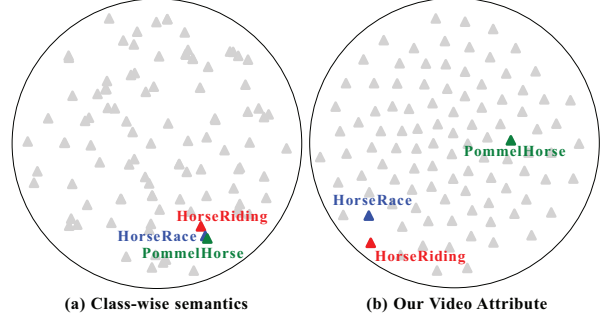 HorseRiding
HorseRace
PommelHorse
PommelHorse
HorseRace
HorseRiding
(a) Class-wise semantics
(b) Our Video Attribute